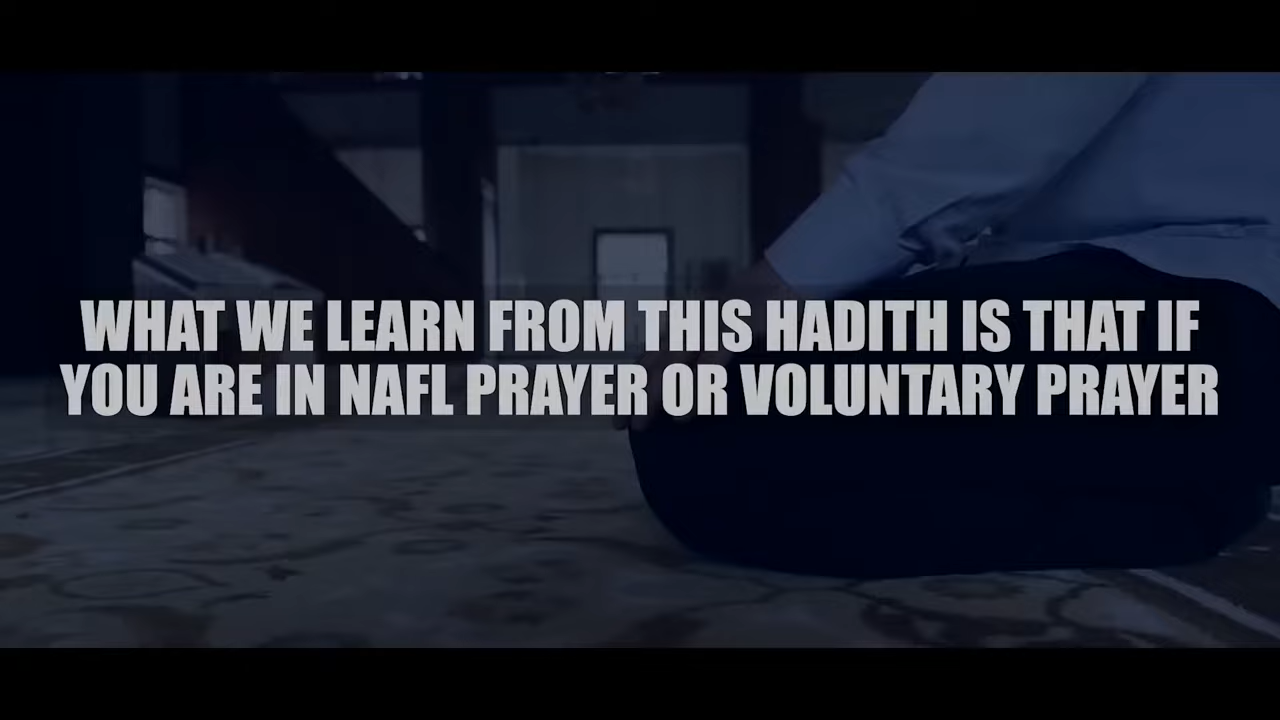 WHAT WE LEARN FROM THIS HADITH IS THAT IF
YOU ARE IN NAFL PRAYER OR VOLUNTARY PRAYER